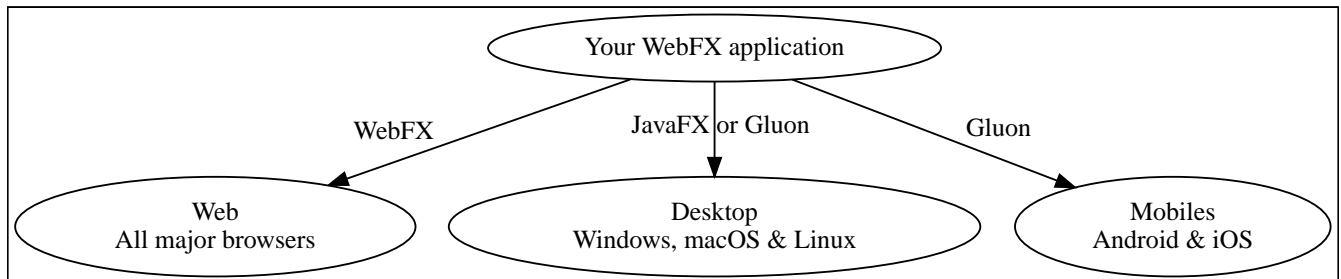 Your WebFX application
WebFX
JavaFX or Gluon
Gluon
Web
All major browsers
Desktop
Windows, macOS & Linux
Mobiles
Android & iOS